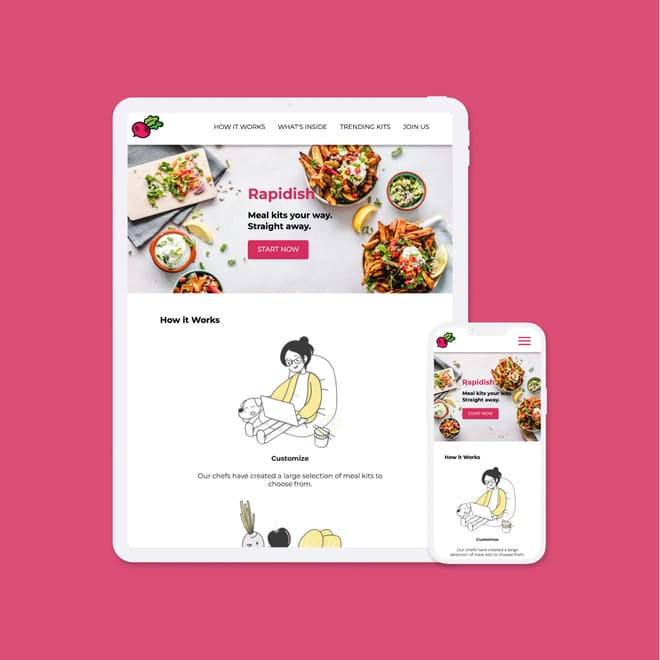 HOW IT WORKS WHAT'S INSIDE TRENDING KITS JOIN US
Rapidish
Meal kits your way.
Straight away.
START NOW
How it Works
Customize
Our chefs have created a large selection of meal kits to
choose from.
Rapidish
Meal kits your way.
Straight away.
START NOW
How it Works
Customize
Our chefs have created a large
selection of meal kits to choose from.